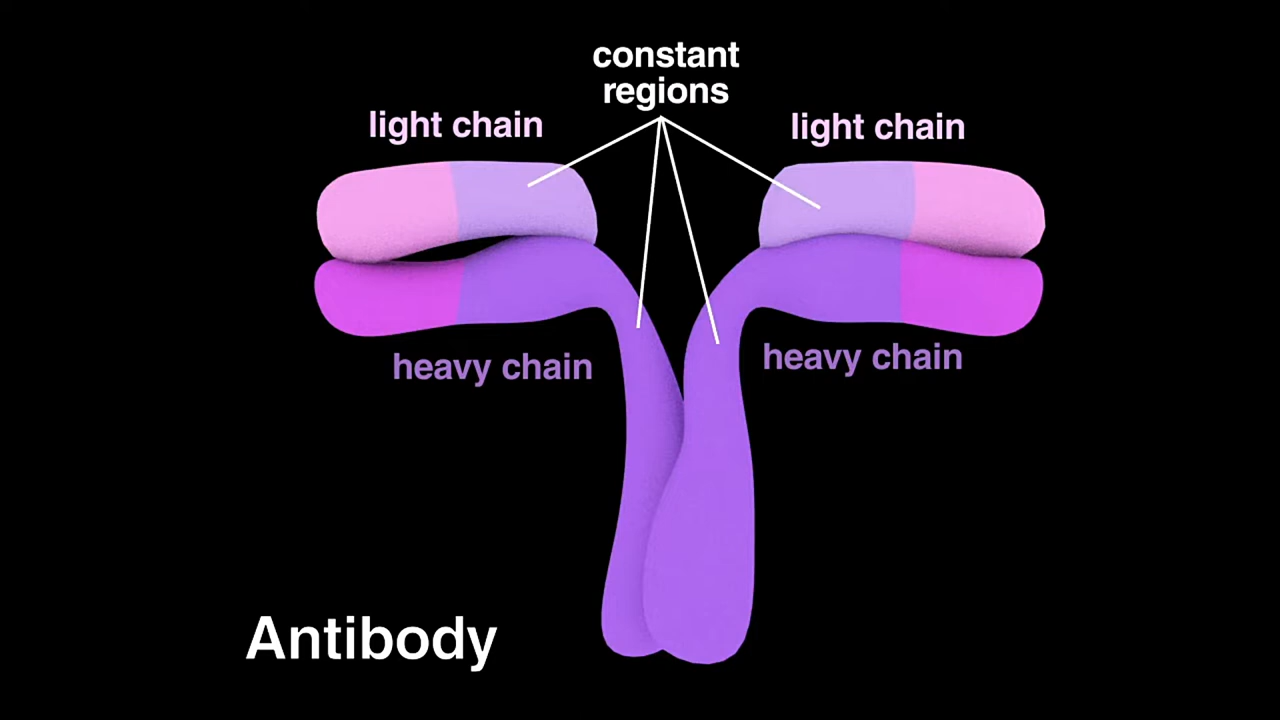 constant
regions
light chain
light chain
heavy chain
heavy chain
Antibody